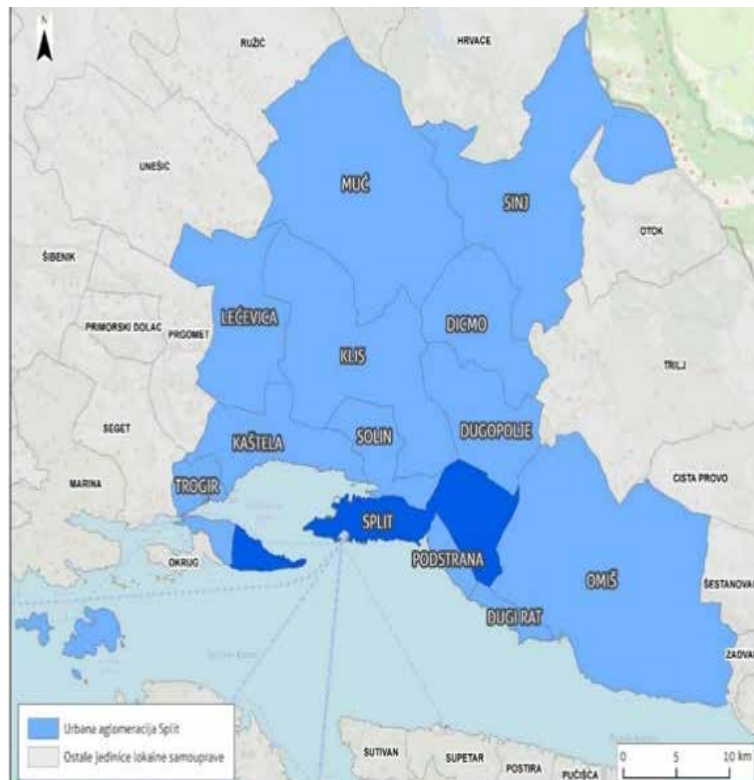 N
RUŽIĆ
HRVACE
UNEŠIĆ
MUĆ
SINJ
OTOK
ŠIBENIK
LEĆEVICA
DICMO
PRIMORSKI DOLAC
PRGOMET
KLIS
TRILJ
SEGET
KAŠTELA
SOLIN
DUGOPOLJE
MARINA
TROGIR
CISTA PROVO
SPLIT
OKRUG
PODSTRANA
OMIŠ
ŠESTANOVAC
DUGI RAT
ZADVAR
Urbana aglomeracija Split
Ostale jedinice lokalne samouprave
SUTIVAN
SUPETAR
POSTIRA
PUČIŠĆA
0 5 10 km